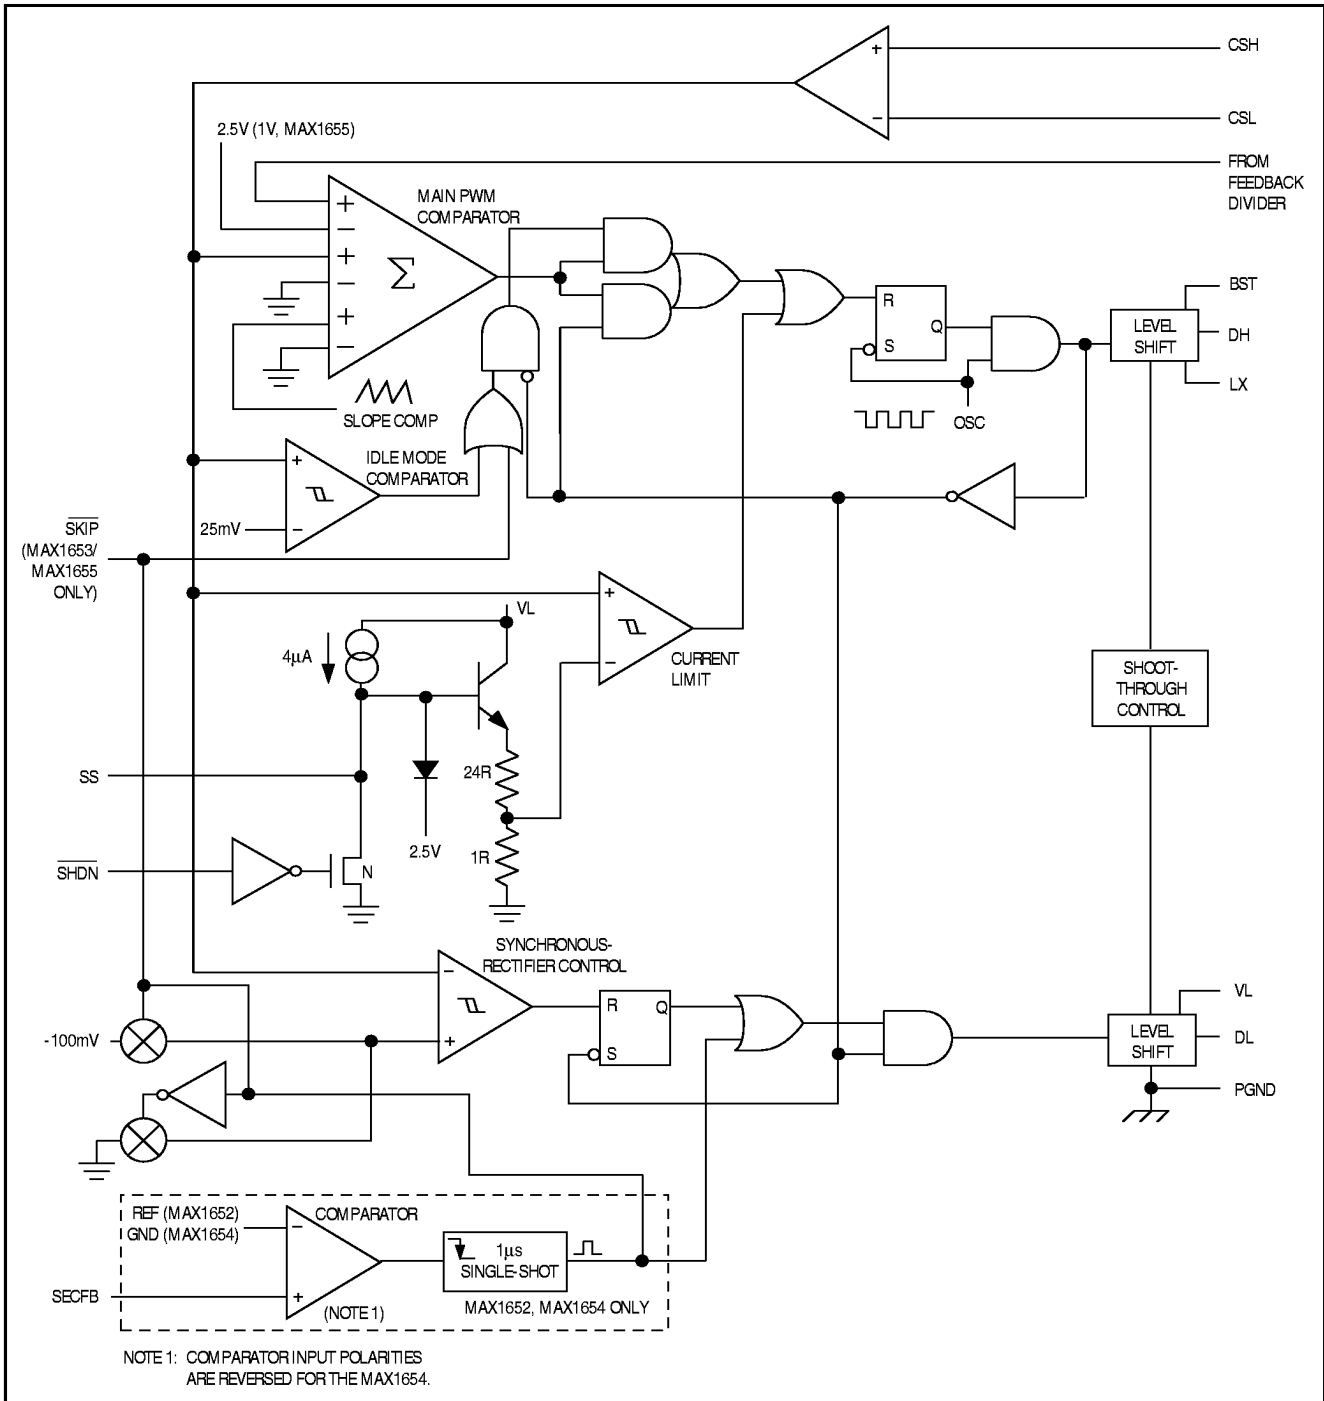 CSH
CSL
2.5V (1V, MAX1655)
FROM
FEEDBACK
DIVIDER
MAIN PWM
COMPARATOR
+
−
+
−
+
−
Σ
SLOPE COMP
R
Q
S
OSC
LEVEL
SHIFT
BST
DH
LX
IDLE MODE
COMPARATOR
+
−
25mV
SKIP
(MAX1653/
MAX1655
ONLY)
VL
4μA
+
−
CURRENT
LIMIT
SHOOT-
THROUGH
CONTROL
SS
24R
1R
2.5V
SHDN
N
SYNCHRONOUS-
RECTIFIER CONTROL
−
+
R
Q
S
-100mV
VL
LEVEL
SHIFT
DL
PGND
REF (MAX1652)
GND (MAX1654)
COMPARATOR
−
+
1μs
SINGLE-SHOT
SECFB
(NOTE 1)
MAX1652, MAX1654 ONLY
NOTE 1: COMPARATOR INPUT POLARITIES
ARE REVERSED FOR THE MAX1654.